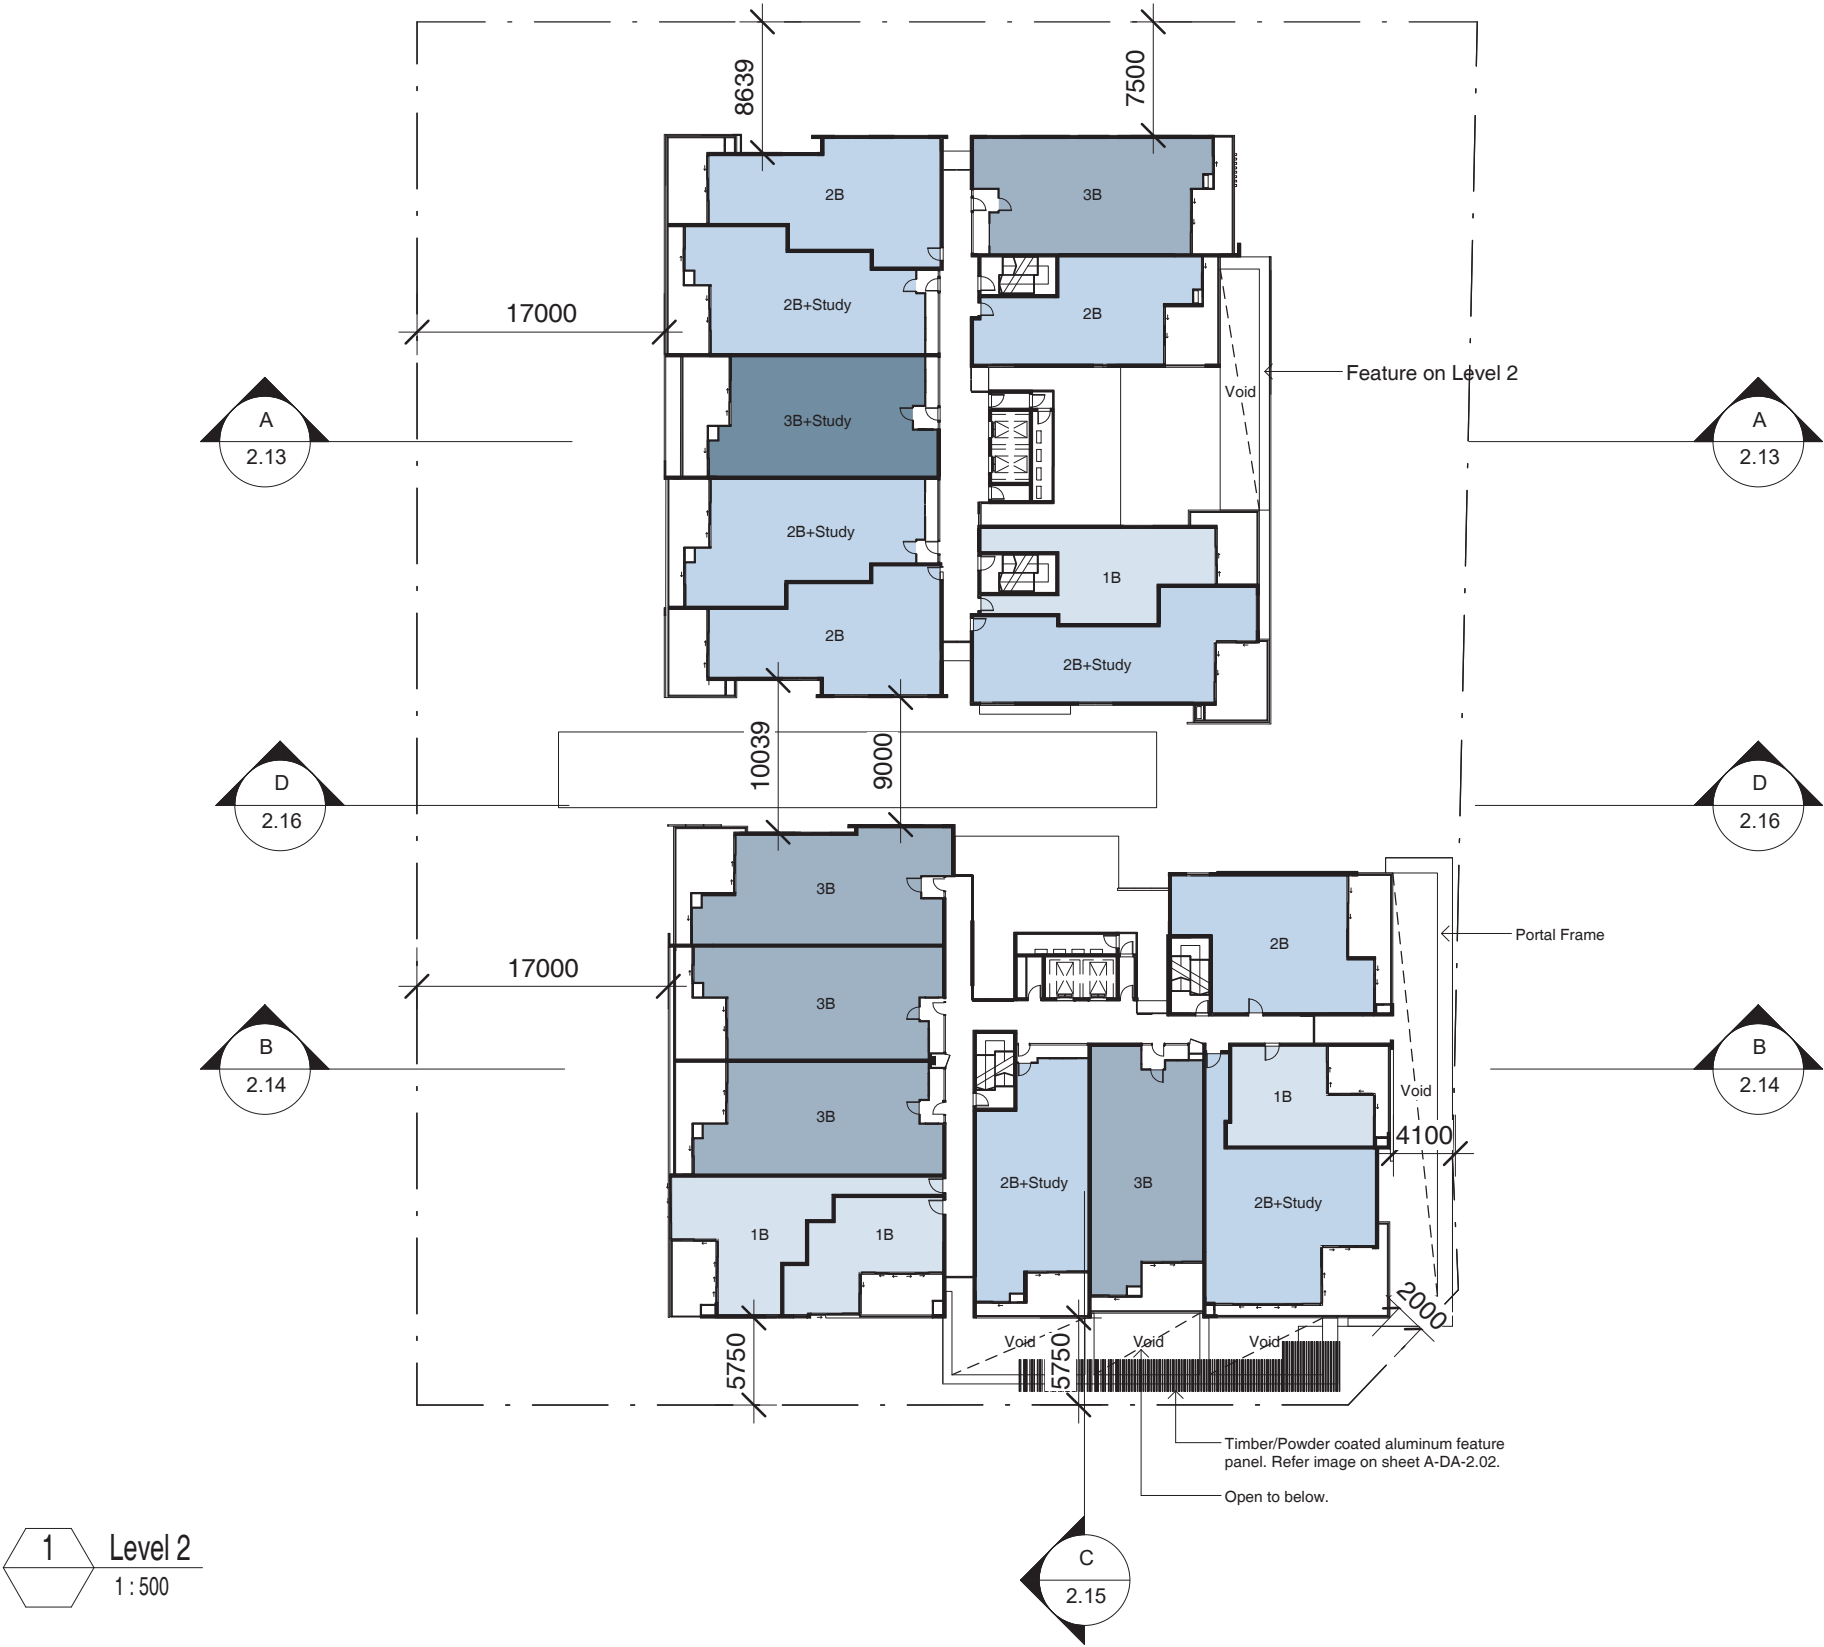 8639
7500
2B
3B
2B+Study
2B
17000
Feature on Level 2
Void
A
2.13
3B+Study
A
2.13
2B+Study
1B
2B
2B+Study
10039
9000
D
2.16
D
2.16
3B
2B
Portal Frame
17000
3B
B
2.14
B
2.14
Void
1B
3B
4100
2B+Study
3B
2B+Study
1B
1B
2000
Void
Void
Void
5750
5750
Timber/Powder coated aluminum feature
panel. Refer image on sheet A-DA-2.02.
Open to below.
1
Level 2
1 : 500
C
2.15